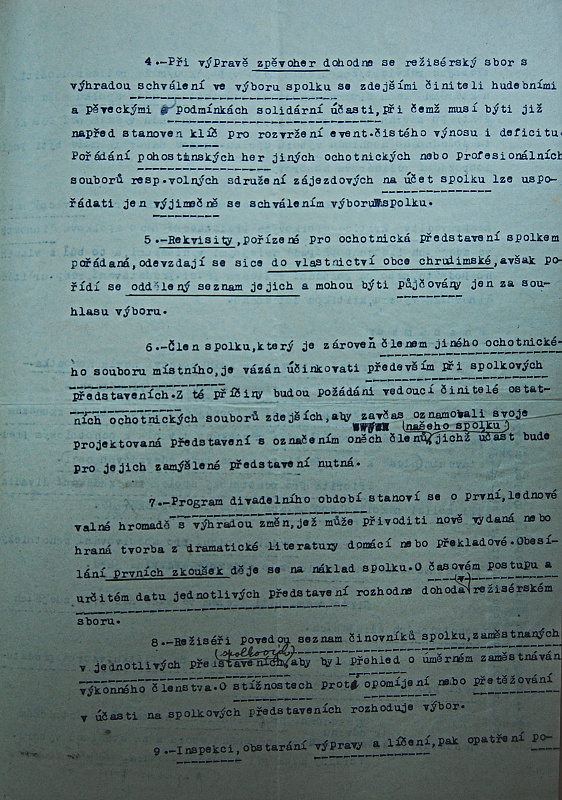 4.-Při výpravě zpěvoher dohodne se režisérský sbor s
výhradou schválení ve výboru spolku se zdejšími činiteli hudebními
a pěveckými o podmínkách solidární účasti,při čemž musí býti již
napřed stanoven klíč pro rozvržení event.čistého výnosu i deficitu.
Pořádání pohostinských her jiných ochotnických nebo profesionálních
souborů resp.volných sdružení zájezdových na účet spolku lze uspo-
řádati jen výjimečně se schválením výboru spolku.
5.-Rekvisity,pořízené pro ochotnická představení spolkem
pořádaná,odevzdají se sice do vlastnictví obce chrudimské,avšak po-
řídí se oddělený seznam jejich a mohou býti půjčovány jen za sou-
hlasu výboru.
6.-Člen spolku,který je zároveň členem jiného ochotnické-
ho souboru místního,je vázán účinkovati především při spolkových
představeních.Z té příčiny budou požádáni vedoucí činitelé ostat-
ních ochotnických souborů zdejších,aby zavčas oznamovali svoje
našeho spolku
projektovaná představení s označením oněch členů,jichž účast bude
pro jejich zamýšlené představení nutná.
7.-Program divadelního období stanoví se o první,lednové
valné hromadě s výhradou změn,jež může přivoditi nově vydaná nebo
hraná tvorba z dramatické literatury domácí nebo překladové.Obesí-
lání prvních zkoušek děje se na náklad spolku.O časovém postupu a
určitém datu jednotlivých představení rozhodne dohoda v režisérském
sboru.
8.-Režiséři povedou seznam činovníků spolku,zaměstnaných
(spolkových)
v jednotlivých představeních,aby byl přehled o úměrném zaměstnávání
výkonného členstva.O stížnostech proti opomíjení nebo přetěžování
v účasti na spolkových představeních rozhoduje výbor.
9.-Inspekci,obstarání výpravy a líčení,pak opatření po-